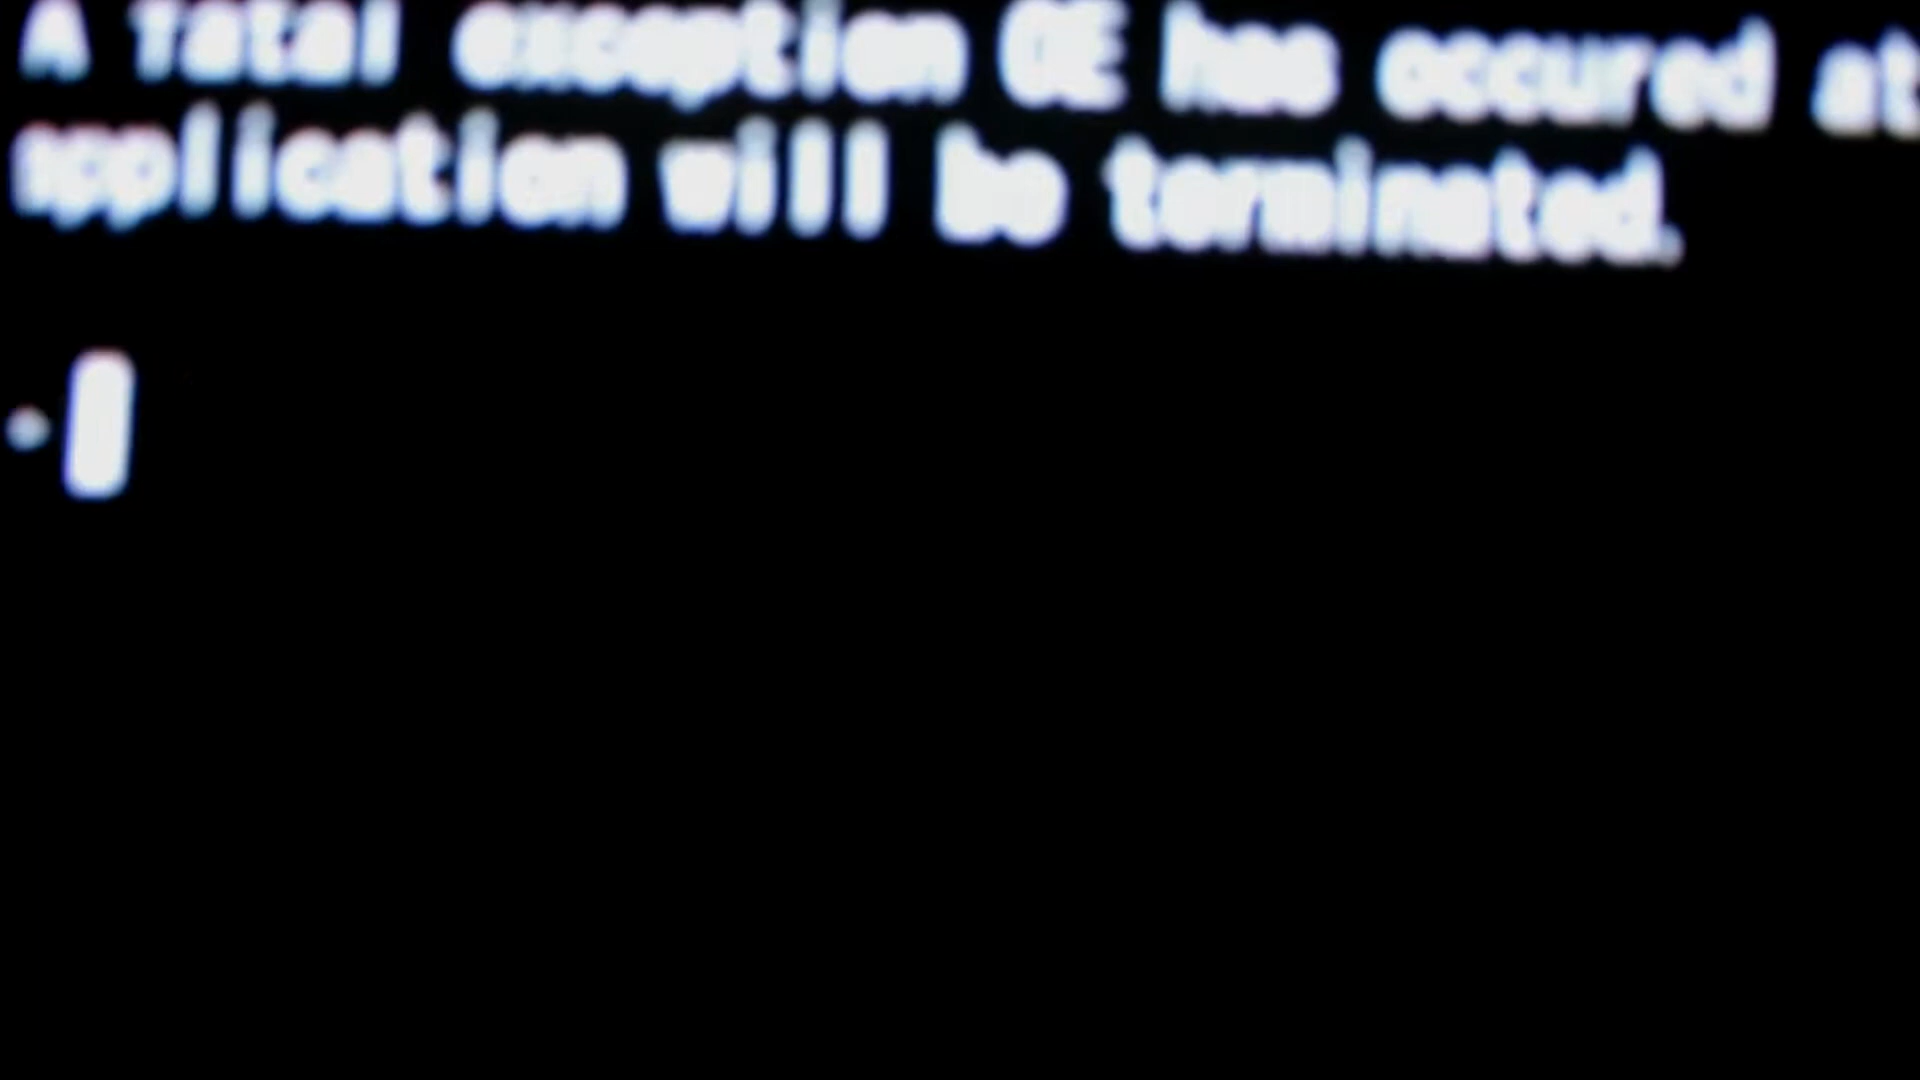 A fatal exception 0E has occured at
application will be terminated.